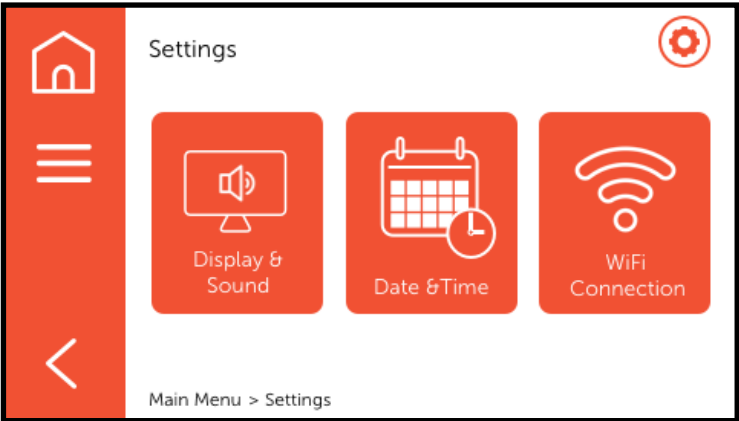 Settings
Display &
Sound
Date &Time
WiFi
Connection
Main Menu > Settings